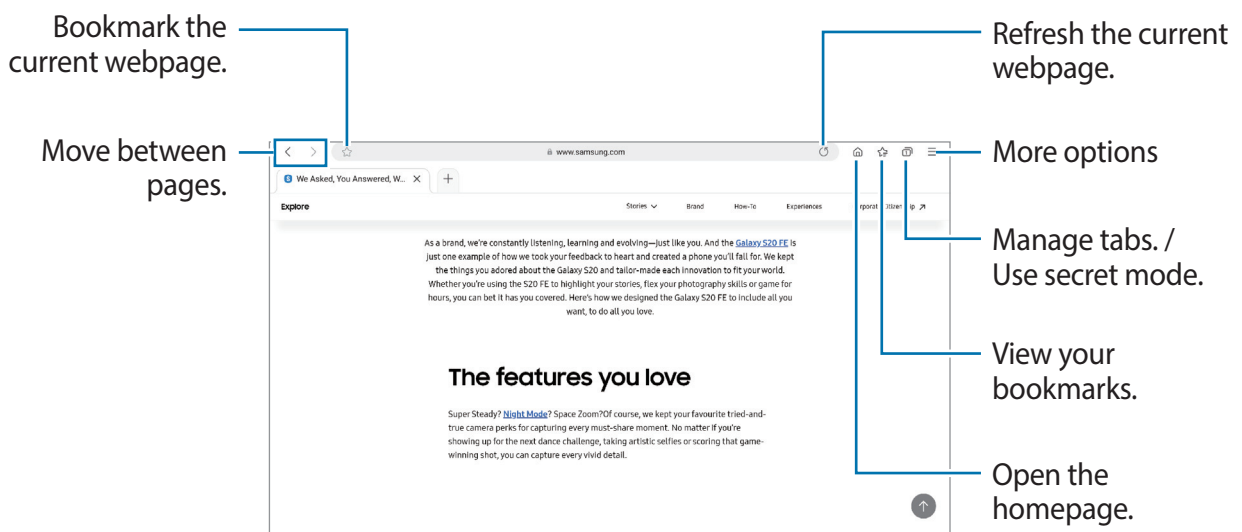 Bookmark the
current webpage.
Refresh the current
webpage.
Move between
pages.
www.samsung.com
More options
We Asked, You Answered, W...
Explore
Stories
Brand
How-To
Experiences
Manage tabs. /
Use secret mode.
As a brand, we're constantly listening, learning and evolving—just like you. And the Galaxy S20 FE is
just one example of how we took your feedback to heart and created a phone you'll fall for. We kept
the things you adored about the Galaxy S20 and tailor-made each innovation to fit your world.
Whether you're using the S20 FE to highlight your stories, flex your photography skills or game for
hours, you can bet it has you covered. Here's how we designed the Galaxy S20 FE to include all you
want, to do all you love.
View your
bookmarks.
The features you love
Super Steady? Night Mode? Space Zoom?Of course, we kept your favourite tried-and-
true camera perks for capturing every must-share moment. No matter if you're
showing up for the next dance challenge, taking artistic selfies or scoring that game-
winning shot, you can capture every vivid detail.
Open the
homepage.